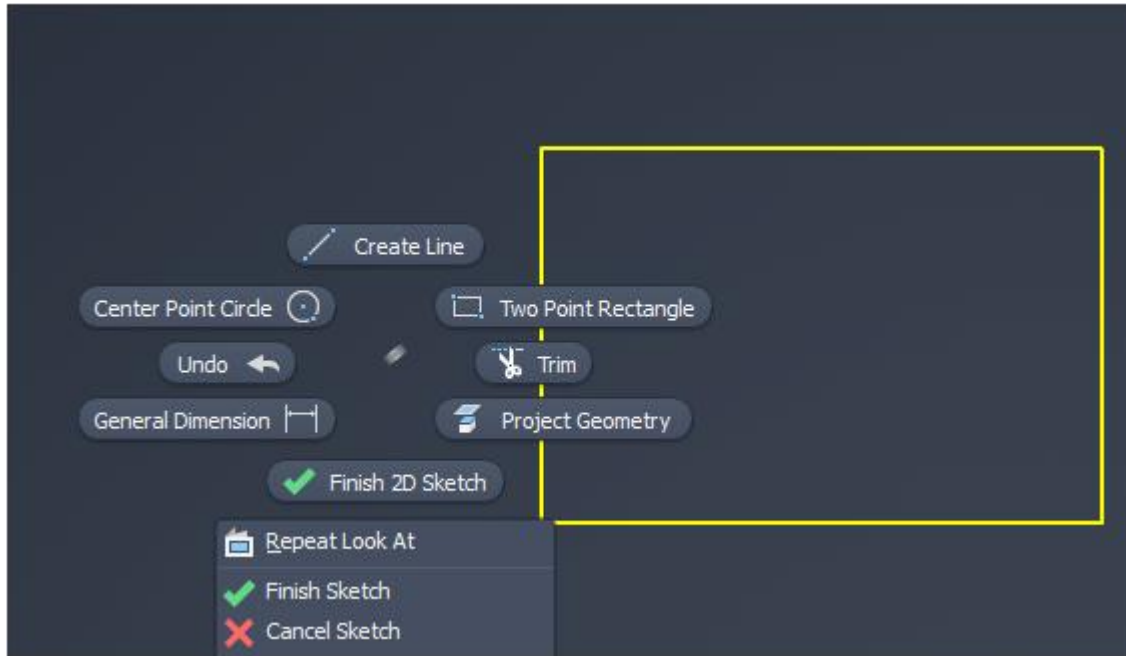 Create Line
Center Point Circle
Two Point Rectangle
Undo
Trim
General Dimension
Project Geometry
Finish 2D Sketch
Repeat Look At
Finish Sketch
Cancel Sketch